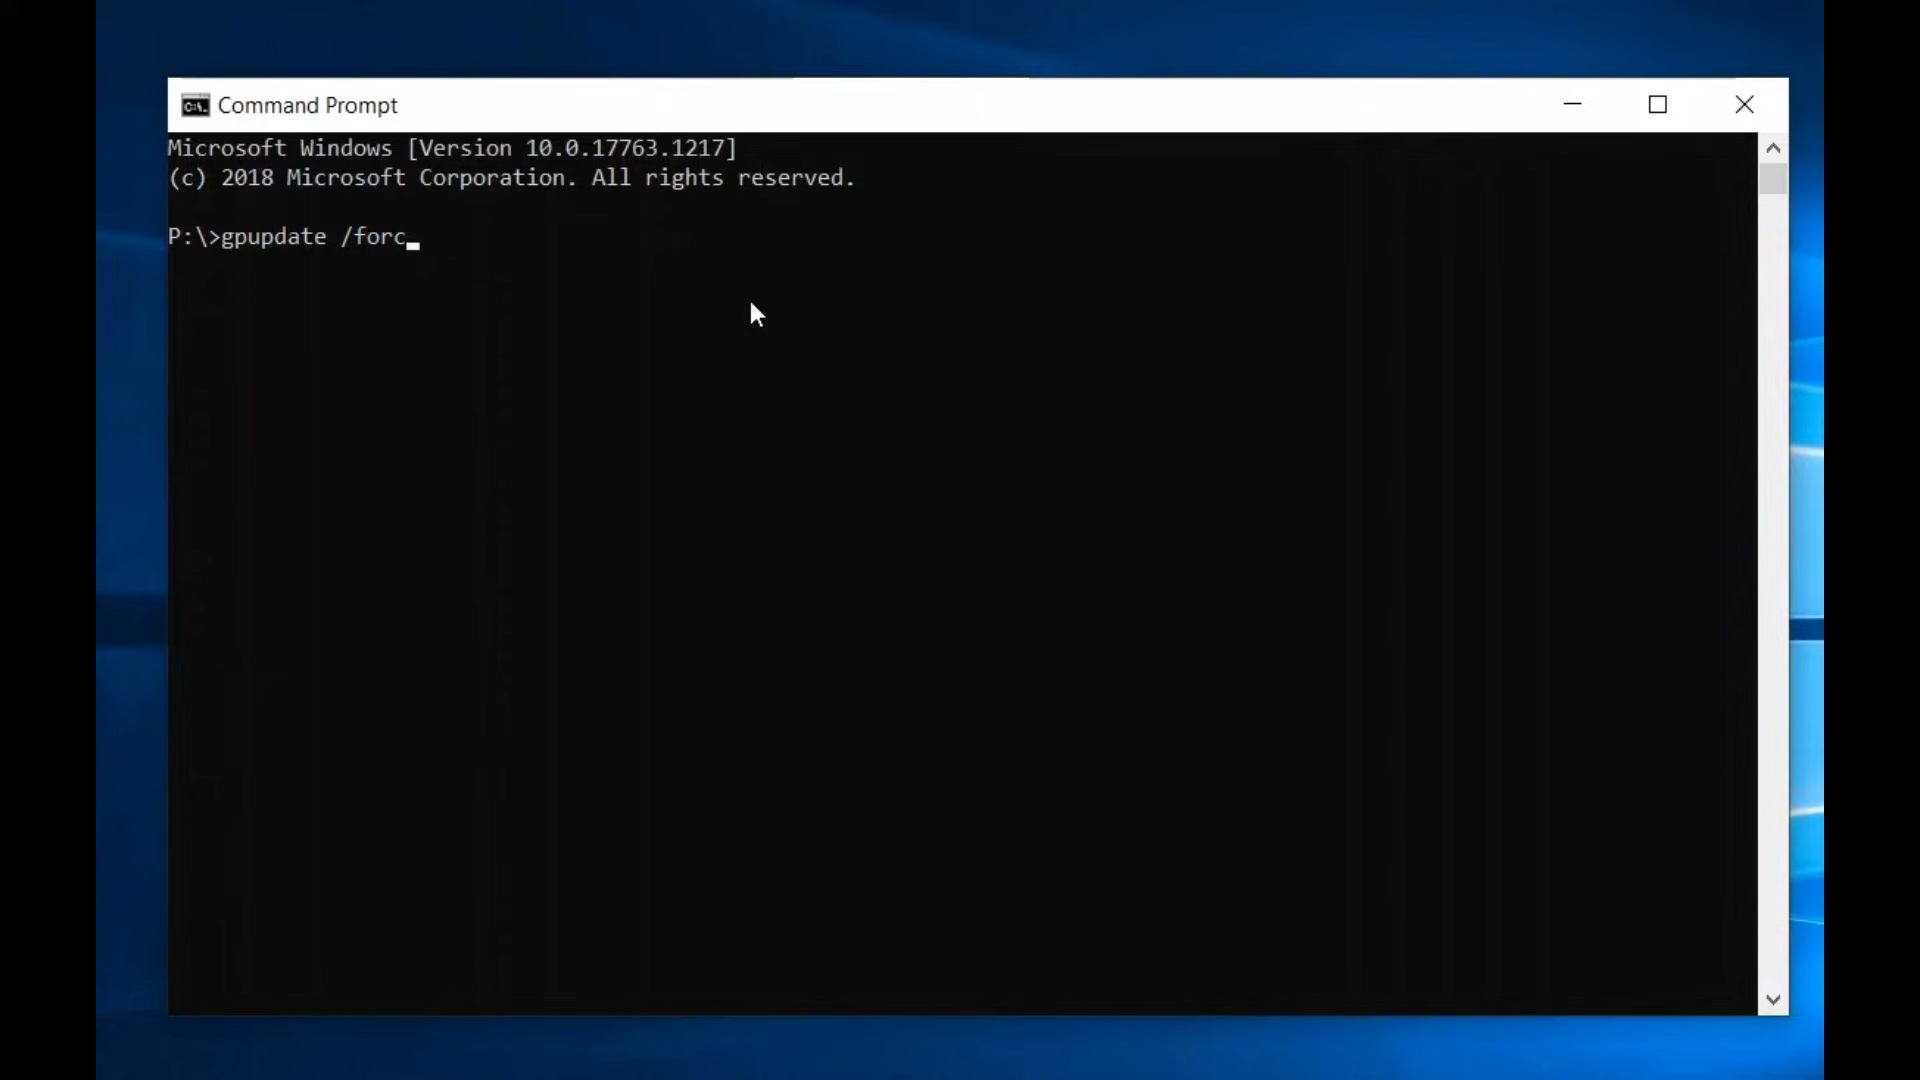 Command Prompt
Microsoft Windows [Version 10.0.17763.1217]
(c) 2018 Microsoft Corporation. All rights reserved.
P:\>gpupdate /forc